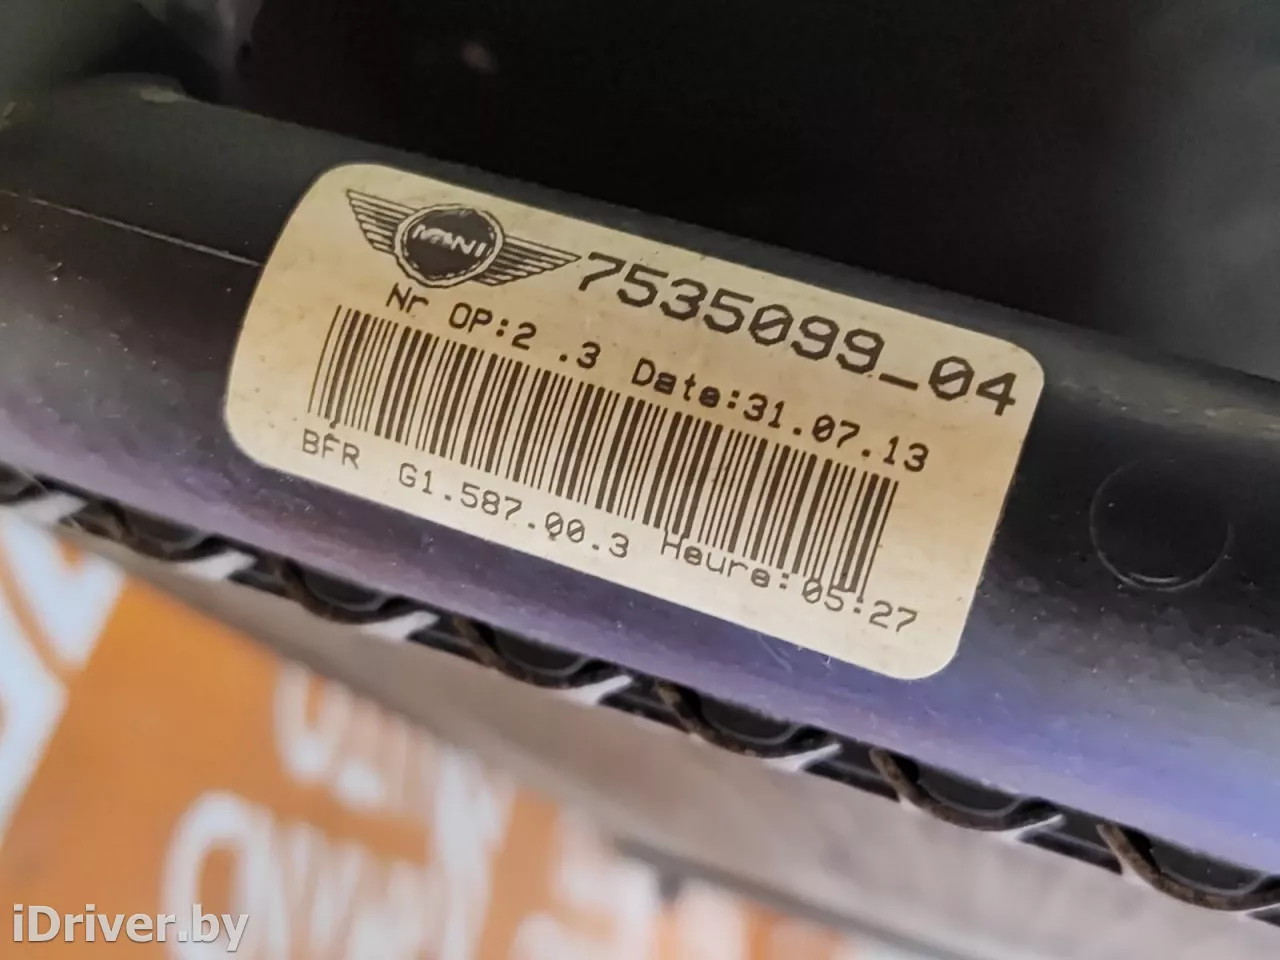 MINI
7535099_04
Nr OP:2 .3 Date:31.07.13
BFR G1.587.00.3 Heure:05:27
iDriver.by